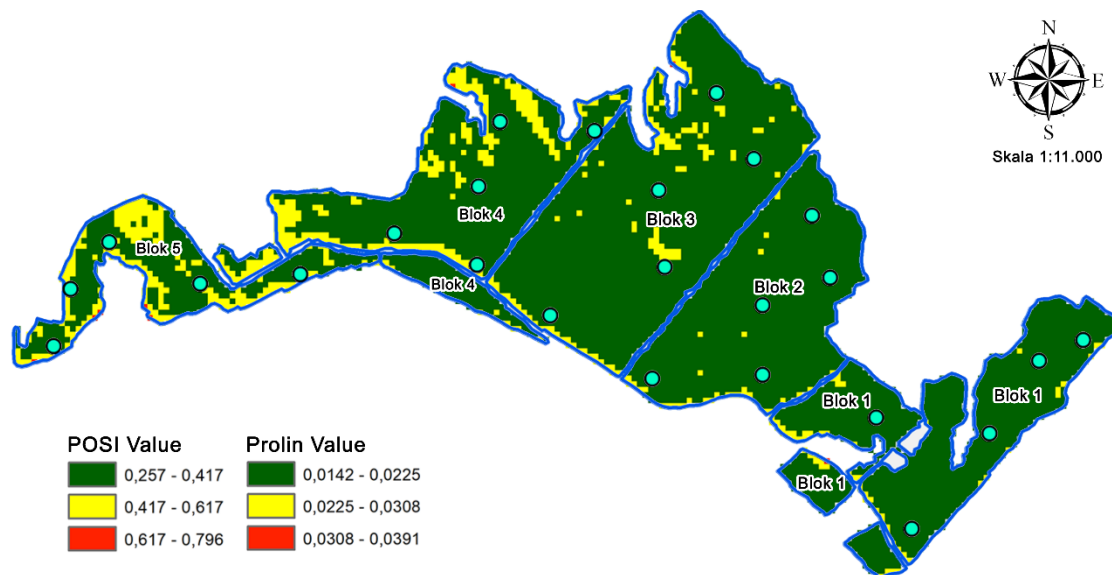 N
W E
S
Skala 1:11.000
Blok 4
Blok 3
Blok 5
Blok 4
Blok 2
Blok 1
Blok 1
Blok 1
POSI Value Prolin Value
0,257 - 0,417 0,0142 - 0,0225
0,417 - 0,617 0,0225 - 0,0308
0,617 - 0,796 0,0308 - 0,0391